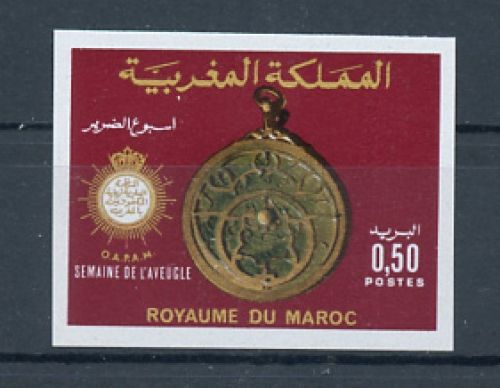 المملكة المغربية
اسبوع الضرير
O.A.P.A.M.
SEMAINE DE L'AVEUGLE
البريد
0,50
POSTES
ROYAUME DU MAROC